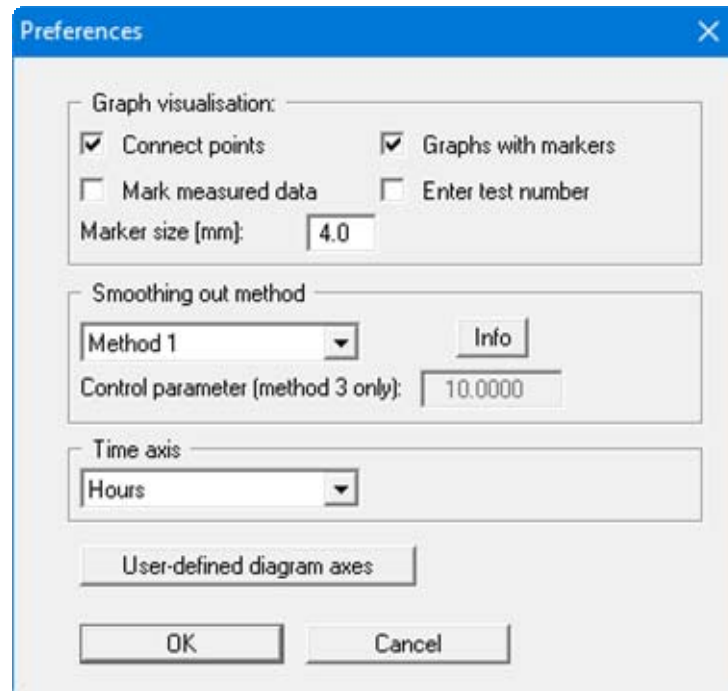 Preferences
Graph visualisation:
Connect points
Graphs with markers
Mark measured data
Enter test number
Marker size [mm]: 4.0
Smoothing out method
Method 1
Info
Control parameter (method 3 only): 10.0000
Time axis
Hours
User-defined diagram axes
OK
Cancel